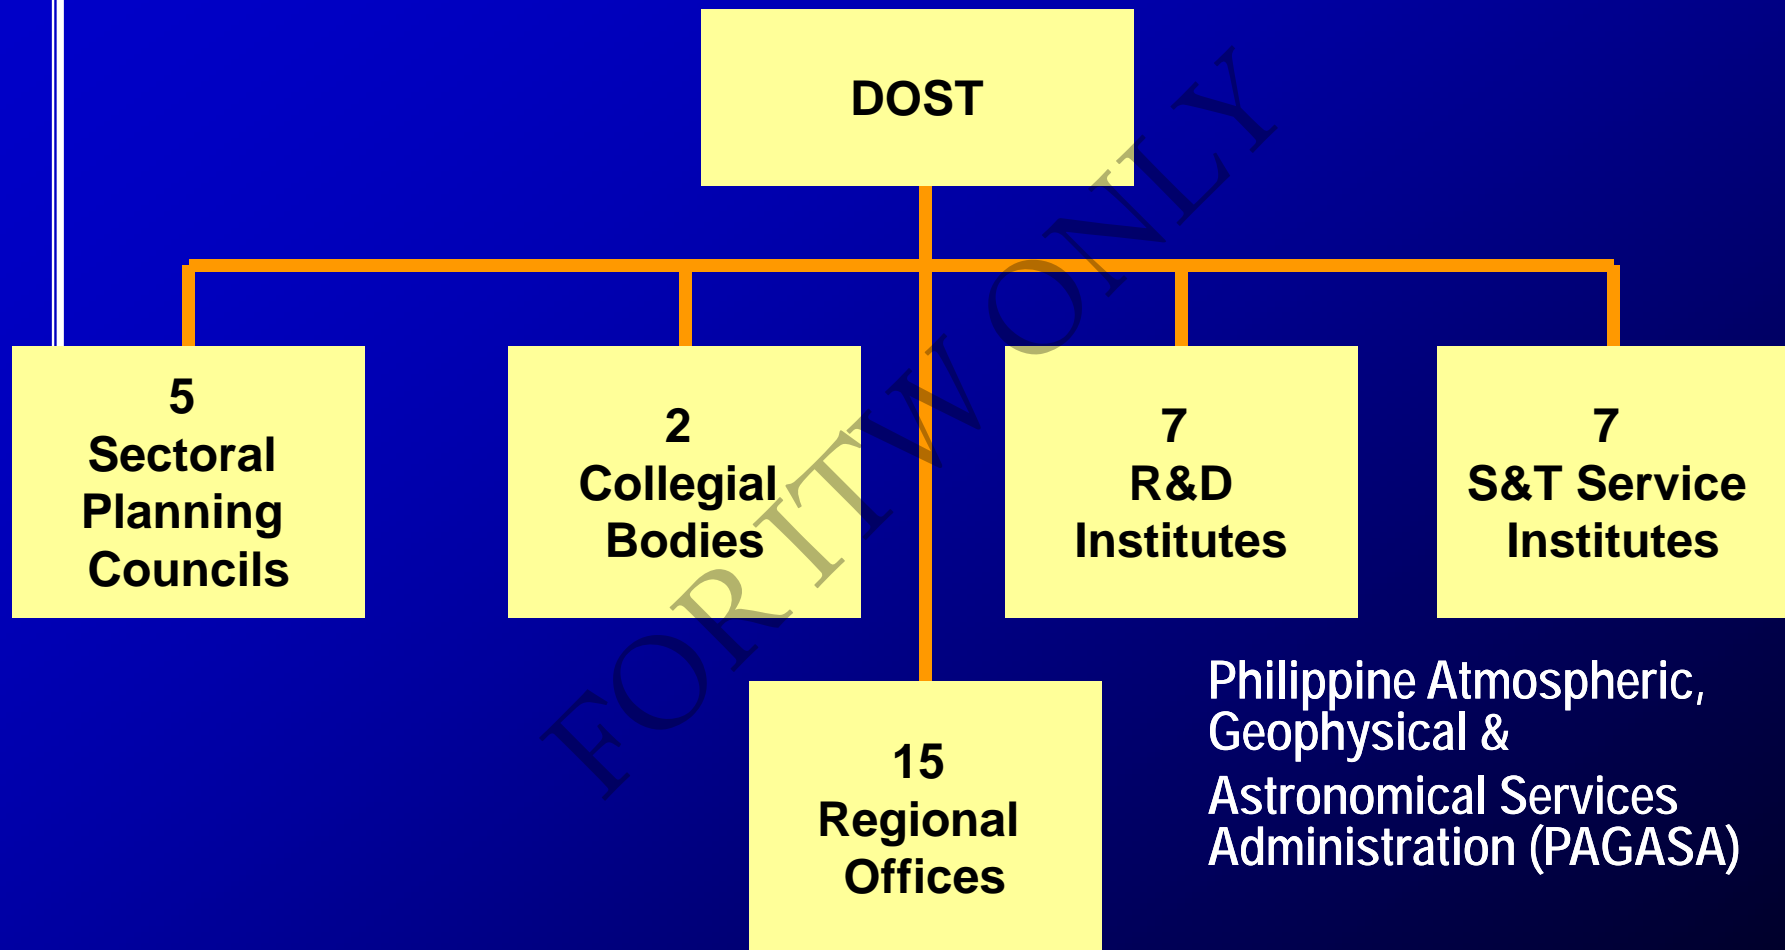 DOST
5
Sectoral
Planning
Councils
2
Collegial
Bodies
7
R&D
Institutes
7
S&T Service
Institutes
15
Regional
Offices
Philippine Atmospheric,
Geophysical &
Astronomical Services
Administration (PAGASA)
FOR ITW ONLY